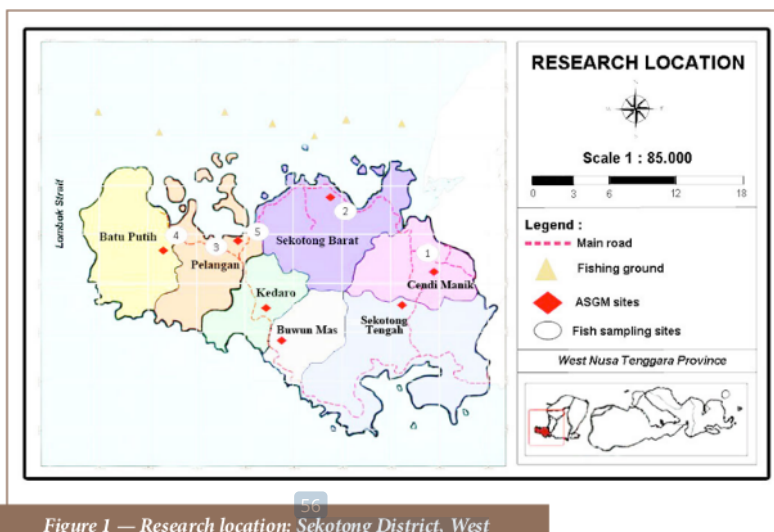 RESEARCH LOCATION
Scale 1 : 85.000
0 3 6 12 18
Legend :
Main road
Fishing ground
ASGM sites
Fish sampling sites
West Nusa Tenggara Province
Lombok Strait
Batu Putih
4
3
5
Pelangan
2
Sekotong Barat
1
Cendi Manik
Kedaro
Buwun Mas
Sekotong
Tengah
56
Figure 1 — Research location: Sekotong District, West